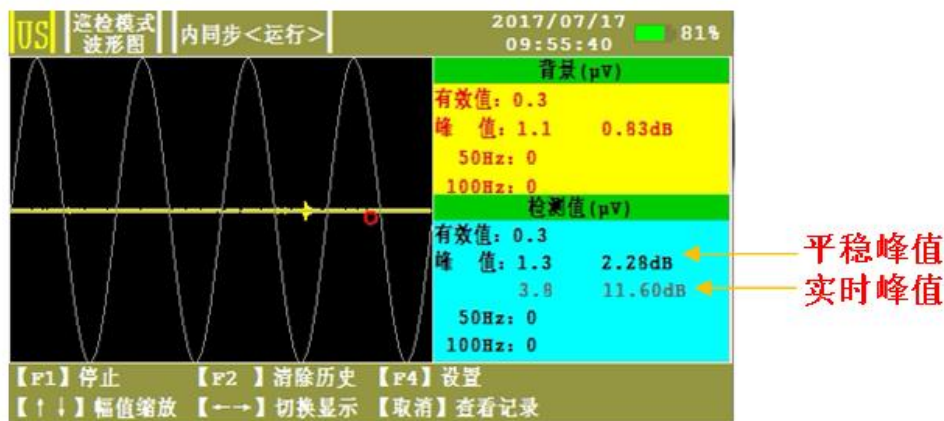 US 巡检模式 波形图 内同步<运行> 2017/07/17 09:55:40 81%
背景(μV)
有效值: 0.3
峰 值: 1.1 0.83dB
50Hz: 0
100Hz: 0
检测值(μV)
有效值: 0.3
峰 值: 1.3 2.28dB 平稳峰值
3.8 11.60dB 实时峰值
50Hz: 0
100Hz: 0
【F1】停止 【F2 】清除历史 【F4】设置
【↑↓】幅值缩放 【←→】切换显示 【取消】查看记录